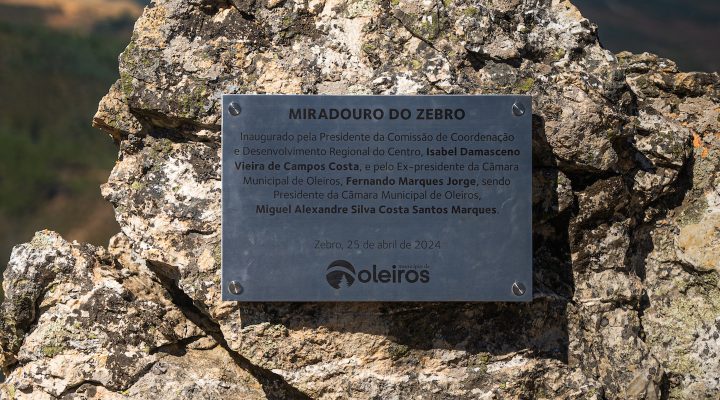 MIRADOURO DO ZEBRO
Inaugurado pela Presidente da Comissão de Coordenação
e Desenvolvimento Regional do Centro, Isabel Damasceno
Vieira de Campos Costa, e pelo Ex-presidente da Câmara
Municipal de Oleiros, Fernando Marques Jorge, sendo
Presidente da Câmara Municipal de Oleiros,
Miguel Alexandre Silva Costa Santos Marques.
Zebro, 25 de abril de 2024
município de
oleiros